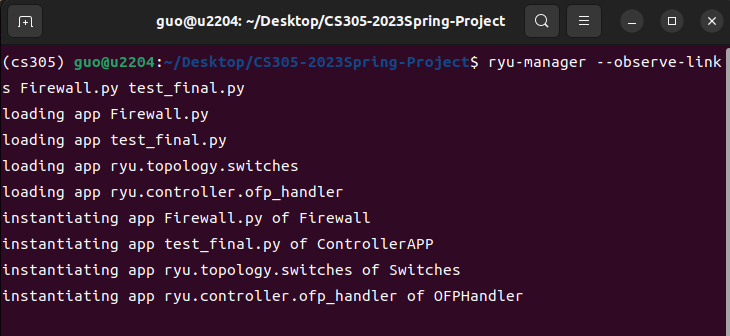 guo@u2204: ~/Desktop/CS305-2023Spring-Project
(cs305) guo@u2204:~/Desktop/CS305-2023Spring-Project$ ryu-manager --observe-link
s Firewall.py test_final.py
loading app Firewall.py
loading app test_final.py
loading app ryu.topology.switches
loading app ryu.controller.ofp_handler
instantiating app Firewall.py of Firewall
instantiating app test_final.py of ControllerAPP
instantiating app ryu.topology.switches of Switches
instantiating app ryu.controller.ofp_handler of OFPHandler